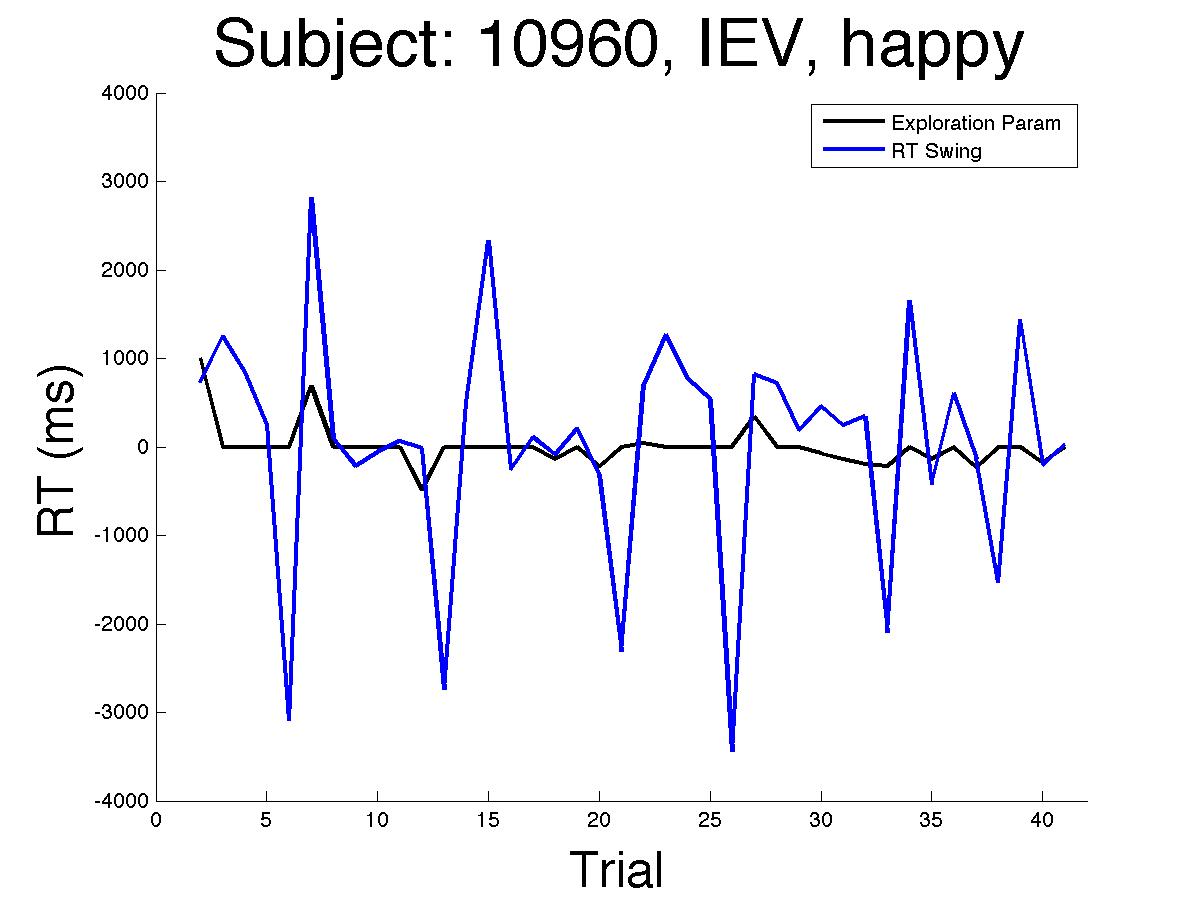 Subject: 10960, IEV, happy
Exploration Param
RT Swing
4000
3000
2000
1000
0
-1000
-2000
-3000
-4000
RT (ms)
0 5 10 15 20 25 30 35 40
Trial